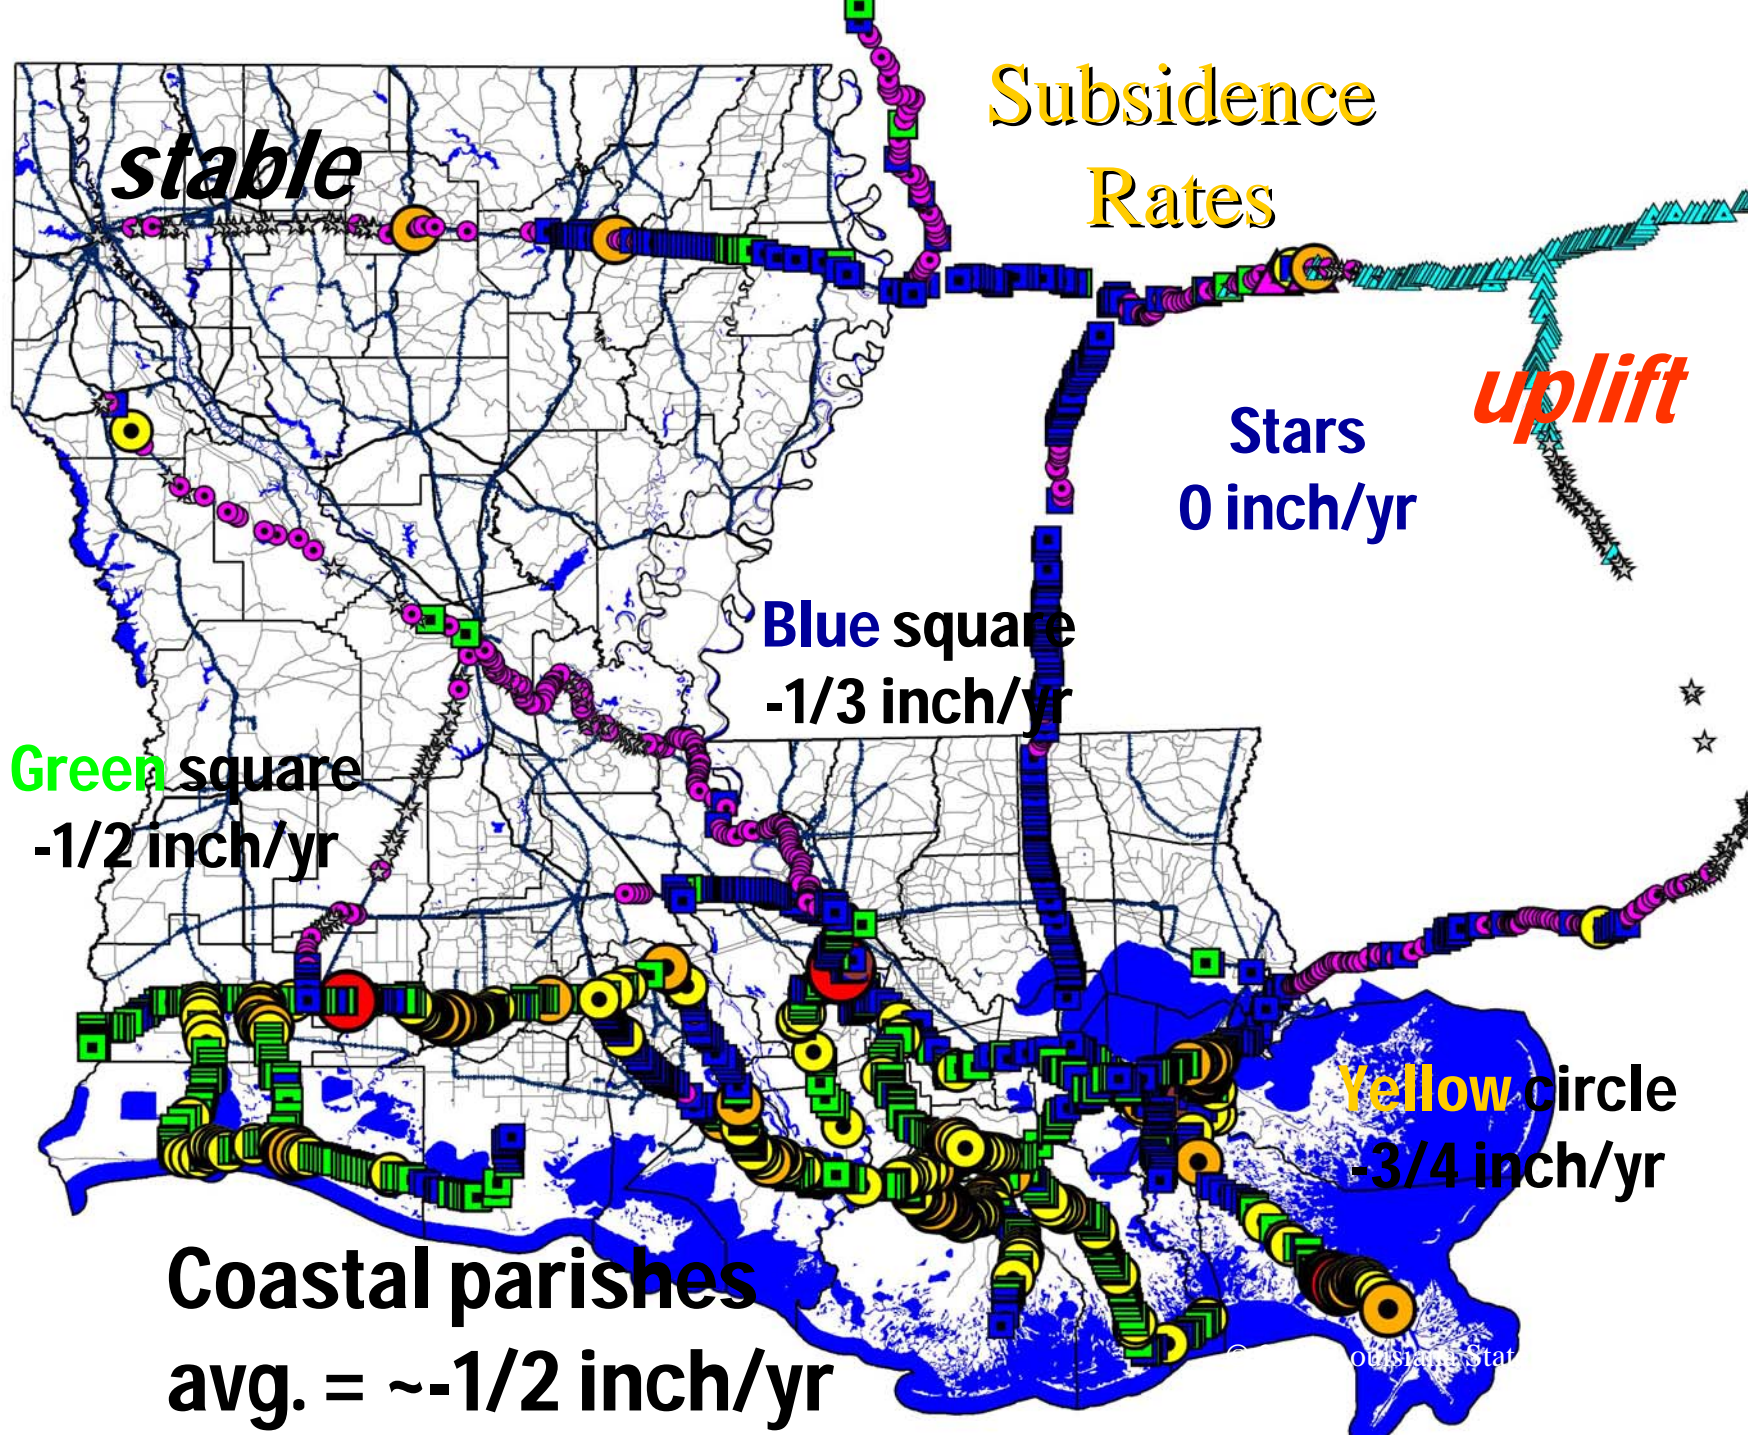 Subsidence
Rates
stable
uplift
Stars
0 inch/yr
Blue square
-1/3 inch/yr
Green square
-1/2 inch/yr
Yellow circle
-3/4 inch/yr
Coastal parishes
avg. = ~-1/2 inch/yr
©